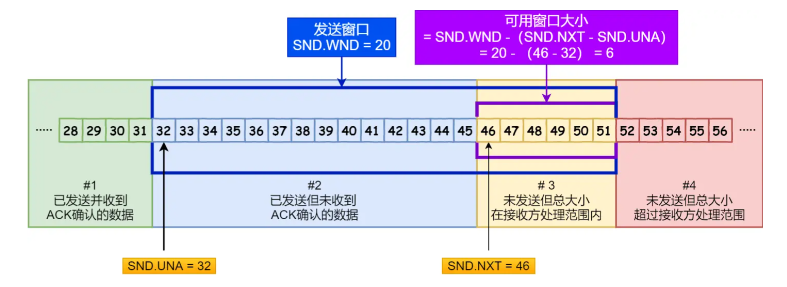 发送窗口
SND.WND = 20
可用窗口大小
= SND.WND -（SND.NXT - SND.UNA）
= 20 -（46 - 32）= 6
····· 28 29 30 31 32 33 34 35 36 37 38 39 40 41 42 43 44 45 46 47 48 49 50 51 52 53 54 55 56 ·····
#1
已发送并收到
ACK确认的数据
#2
已发送但未收到
ACK确认的数据
# 3
未发送但总大小
在接收方处理范围内
#4
未发送但总大小
超过接收方处理范围
SND.UNA = 32
SND.NXT = 46